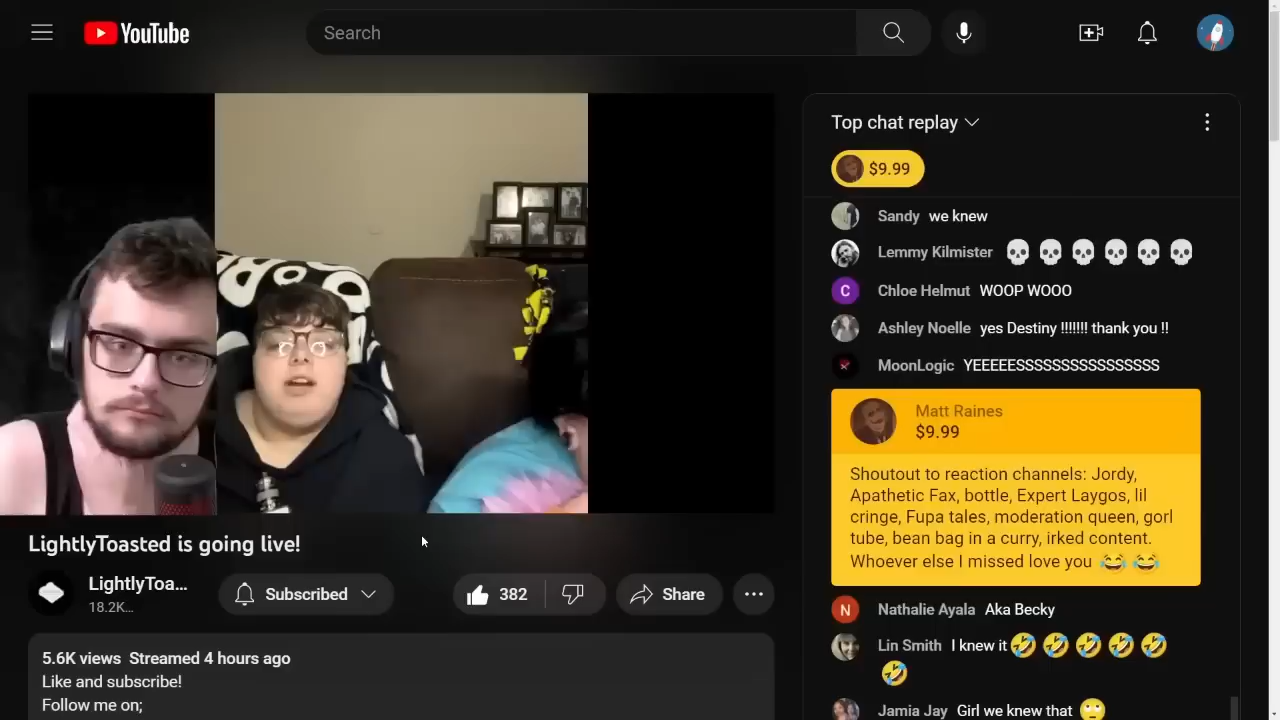 YouTube
Search
LightlyToasted is going live!
LightlyToa...
18.2K...
Subscribed
382
Share
5.6K views Streamed 4 hours ago
Like and subscribe!
Follow me on;
Top chat replay
$9.99
Sandy we knew
Lemmy Kilmister 💀💀💀💀💀💀
C Chloe Helmut WOOP WOOO
Ashley Noelle yes Destiny !!!!!!! thank you !!
MoonLogic YEEEEESSSSSSSSSSSSSSSS
Matt Raines
$9.99
Shoutout to reaction channels: Jordy,
Apathetic Fax, bottle, Expert Laygos, lil
cringe, Fupa tales, moderation queen, gorl
tube, bean bag in a curry, irked content.
Whoever else I missed love you 😂 😂
N Nathalie Ayala Aka Becky
Lin Smith I knew it🤣🤣🤣🤣🤣
🤣
Jamia Jay Girl we knew that 🙄